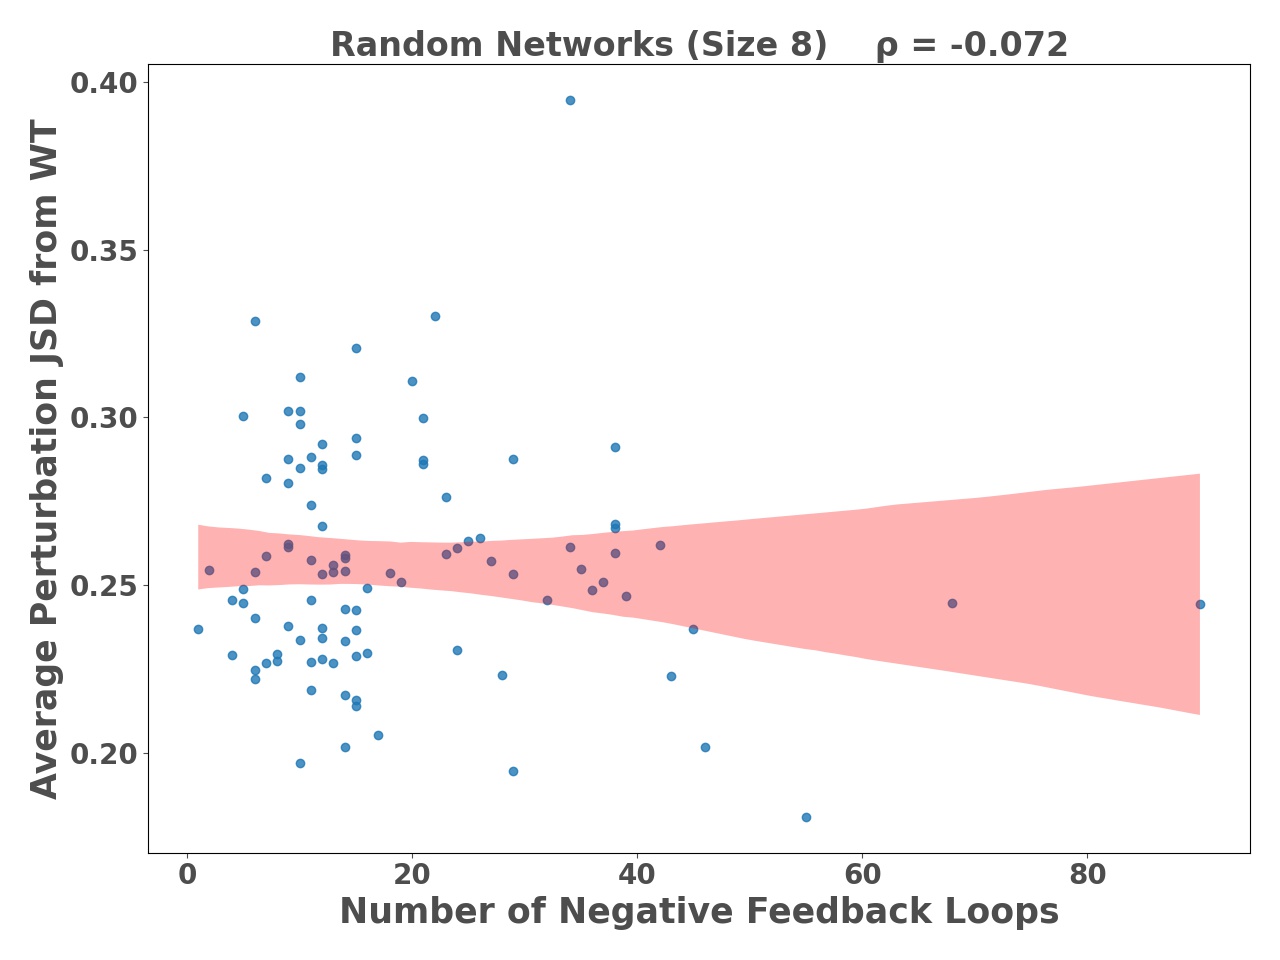 Random Networks (Size 8) ρ = -0.072
Average Perturbation JSD from WT
0.40
0.35
0.30
0.25
0.20
0 20 40 60 80
Number of Negative Feedback Loops